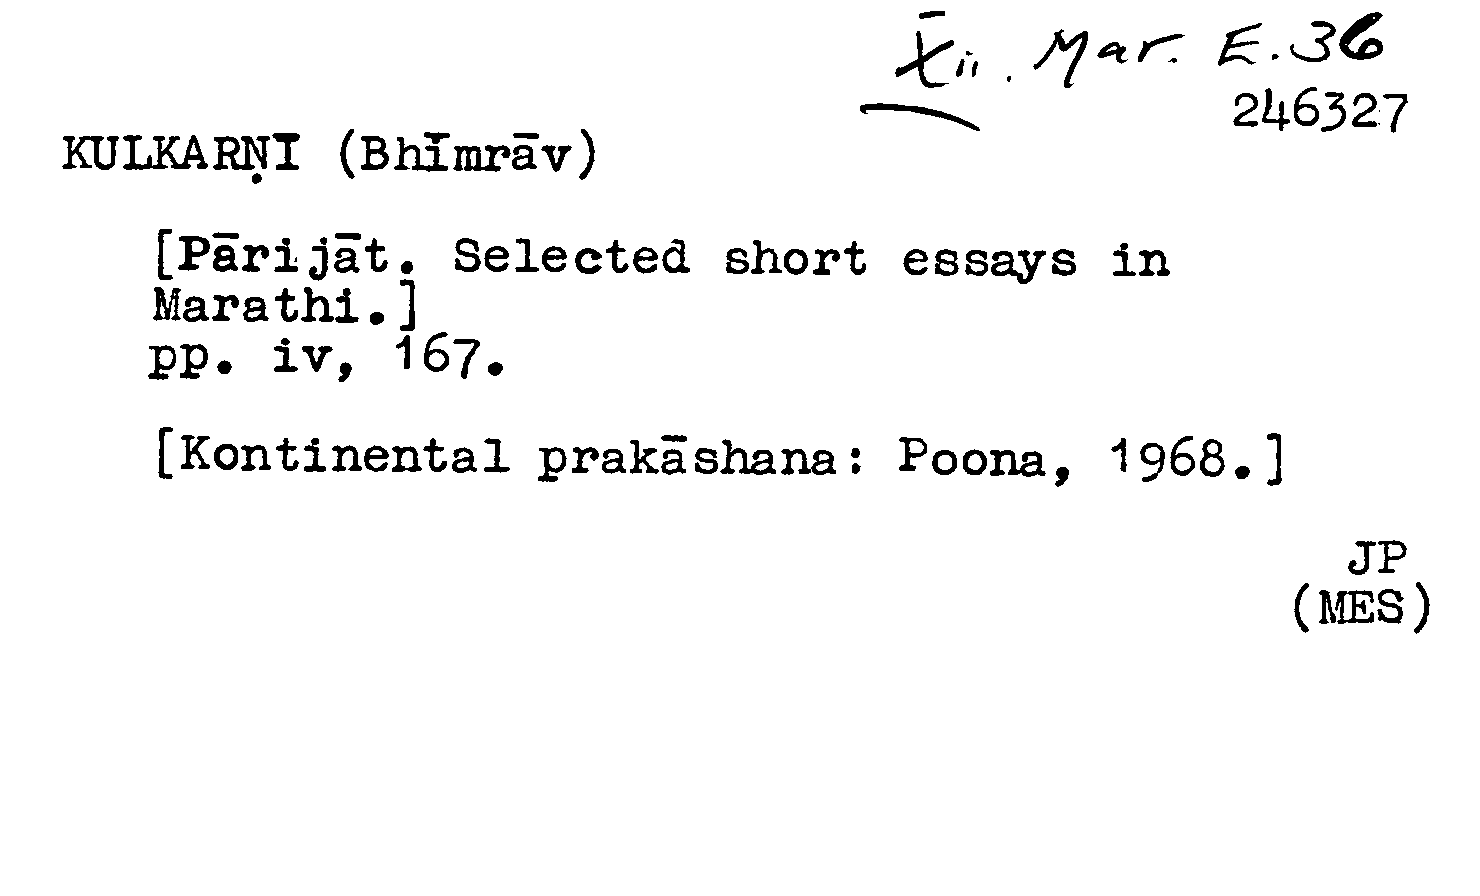 X̄ii. Mar. E.36
246327
KULKARṆĪ (Bhīmrāv)
[Pārijāt. Selected short essays in
Marathi.]
pp. iv, 167.
[Kontinental prakāshana: Poona, 1968.]
JP
(MES)